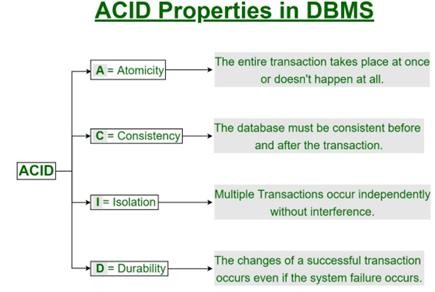 ACID Properties in DBMS
A = Atomicity
The entire transaction takes place at once
or doesn't happen at all.
C = Consistency
The database must be consistent before
and after the transaction.
ACID
I = Isolation
Multiple Transactions occur independently
without interference.
D = Durability
The changes of a successful transaction
occurs even if the system failure occurs.